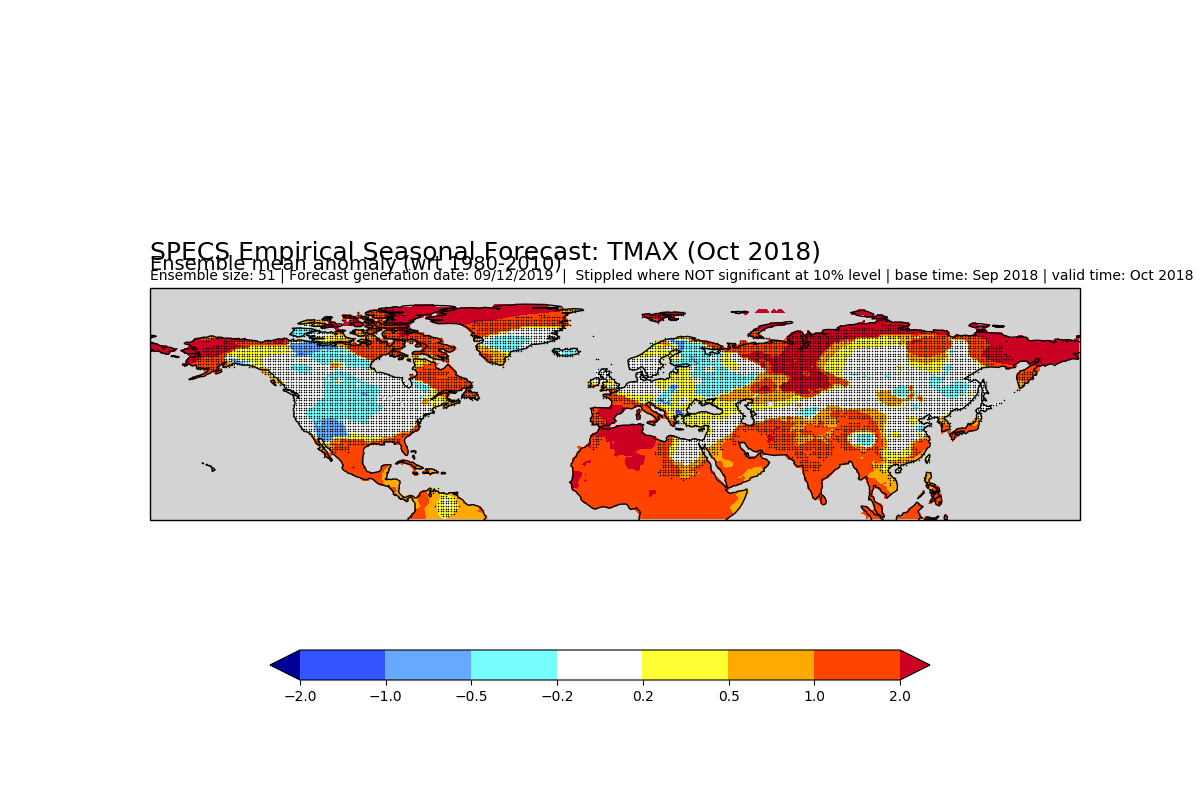 SPECS Empirical Seasonal Forecast: TMAX (Oct 2018)
Ensemble mean anomaly (wrt 1980-2010)
Ensemble size: 51 | Forecast generation date: 09/12/2019 | Stippled where NOT significant at 10% level | base time: Sep 2018 | valid time: Oct 2018
−2.0 −1.0 −0.5 −0.2 0.2 0.5 1.0 2.0